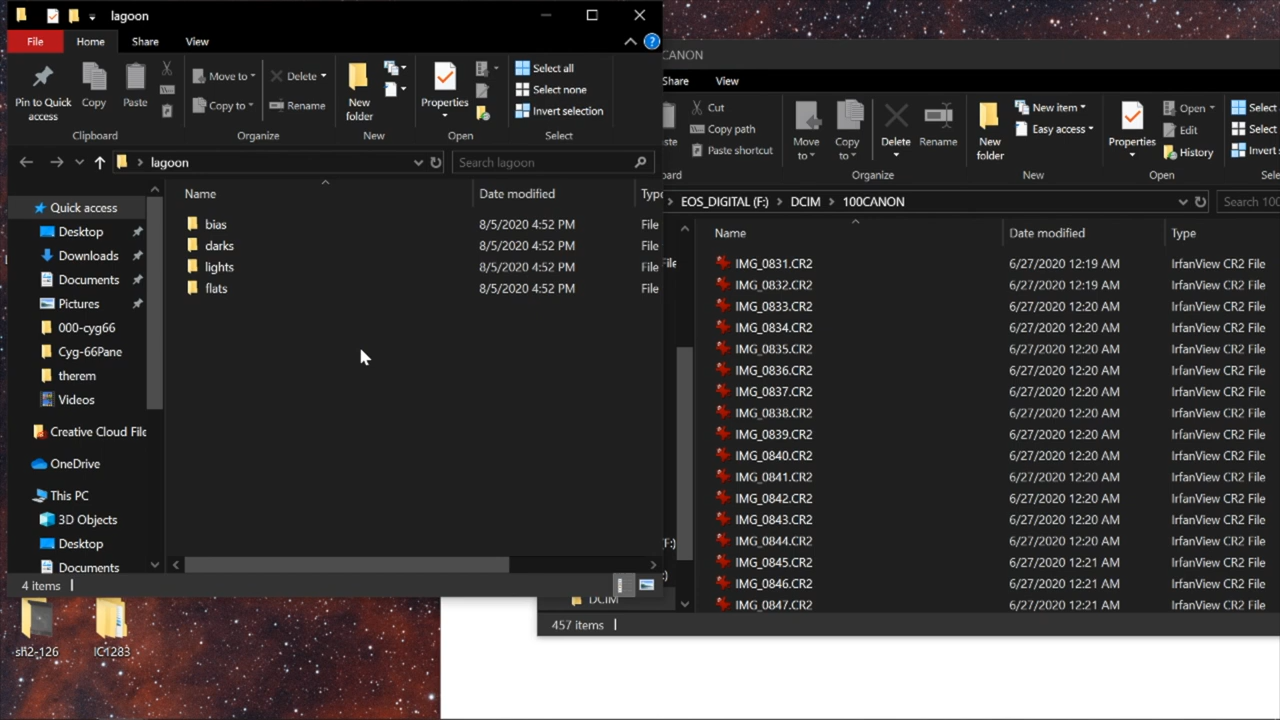 lagoon
File Home Share View
Pin to Quick access
Copy
Paste
Clipboard
Move to
Copy to
Delete
Rename
Organize
New folder
New
Properties
Open
Select all
Select none
Invert selection
Select
lagoon
Search lagoon
Name Date modified Type
Quick access
Desktop
Downloads
Documents
Pictures
000-cyg66
Cyg-66Pane
therem
Videos
Creative Cloud File
OneDrive
This PC
3D Objects
Desktop
Documents
bias 8/5/2020 4:52 PM File
darks 8/5/2020 4:52 PM File
lights 8/5/2020 4:52 PM File
flats 8/5/2020 4:52 PM File
4 items
sh2-126
IC1283
CANON
Share View
Cut
Copy path
Paste shortcut
Move to
Copy to
Delete
Rename
Organize
New folder
New item
Easy access
New
Properties
Open
Edit
History
Open
Select
Select
Invert
EOS_DIGITAL (F:) DCIM 100CANON
Search 100
Name Date modified Type
IMG_0831.CR2 6/27/2020 12:19 AM IrfanView CR2 File
IMG_0832.CR2 6/27/2020 12:19 AM IrfanView CR2 File
IMG_0833.CR2 6/27/2020 12:20 AM IrfanView CR2 File
IMG_0834.CR2 6/27/2020 12:20 AM IrfanView CR2 File
IMG_0835.CR2 6/27/2020 12:20 AM IrfanView CR2 File
IMG_0836.CR2 6/27/2020 12:20 AM IrfanView CR2 File
IMG_0837.CR2 6/27/2020 12:20 AM IrfanView CR2 File
IMG_0838.CR2 6/27/2020 12:20 AM IrfanView CR2 File
IMG_0839.CR2 6/27/2020 12:20 AM IrfanView CR2 File
IMG_0840.CR2 6/27/2020 12:20 AM IrfanView CR2 File
IMG_0841.CR2 6/27/2020 12:20 AM IrfanView CR2 File
IMG_0842.CR2 6/27/2020 12:20 AM IrfanView CR2 File
IMG_0843.CR2 6/27/2020 12:20 AM IrfanView CR2 File
IMG_0844.CR2 6/27/2020 12:20 AM IrfanView CR2 File
IMG_0845.CR2 6/27/2020 12:21 AM IrfanView CR2 File
IMG_0846.CR2 6/27/2020 12:21 AM IrfanView CR2 File
IMG_0847.CR2 6/27/2020 12:21 AM IrfanView CR2 File
DCIM
457 items